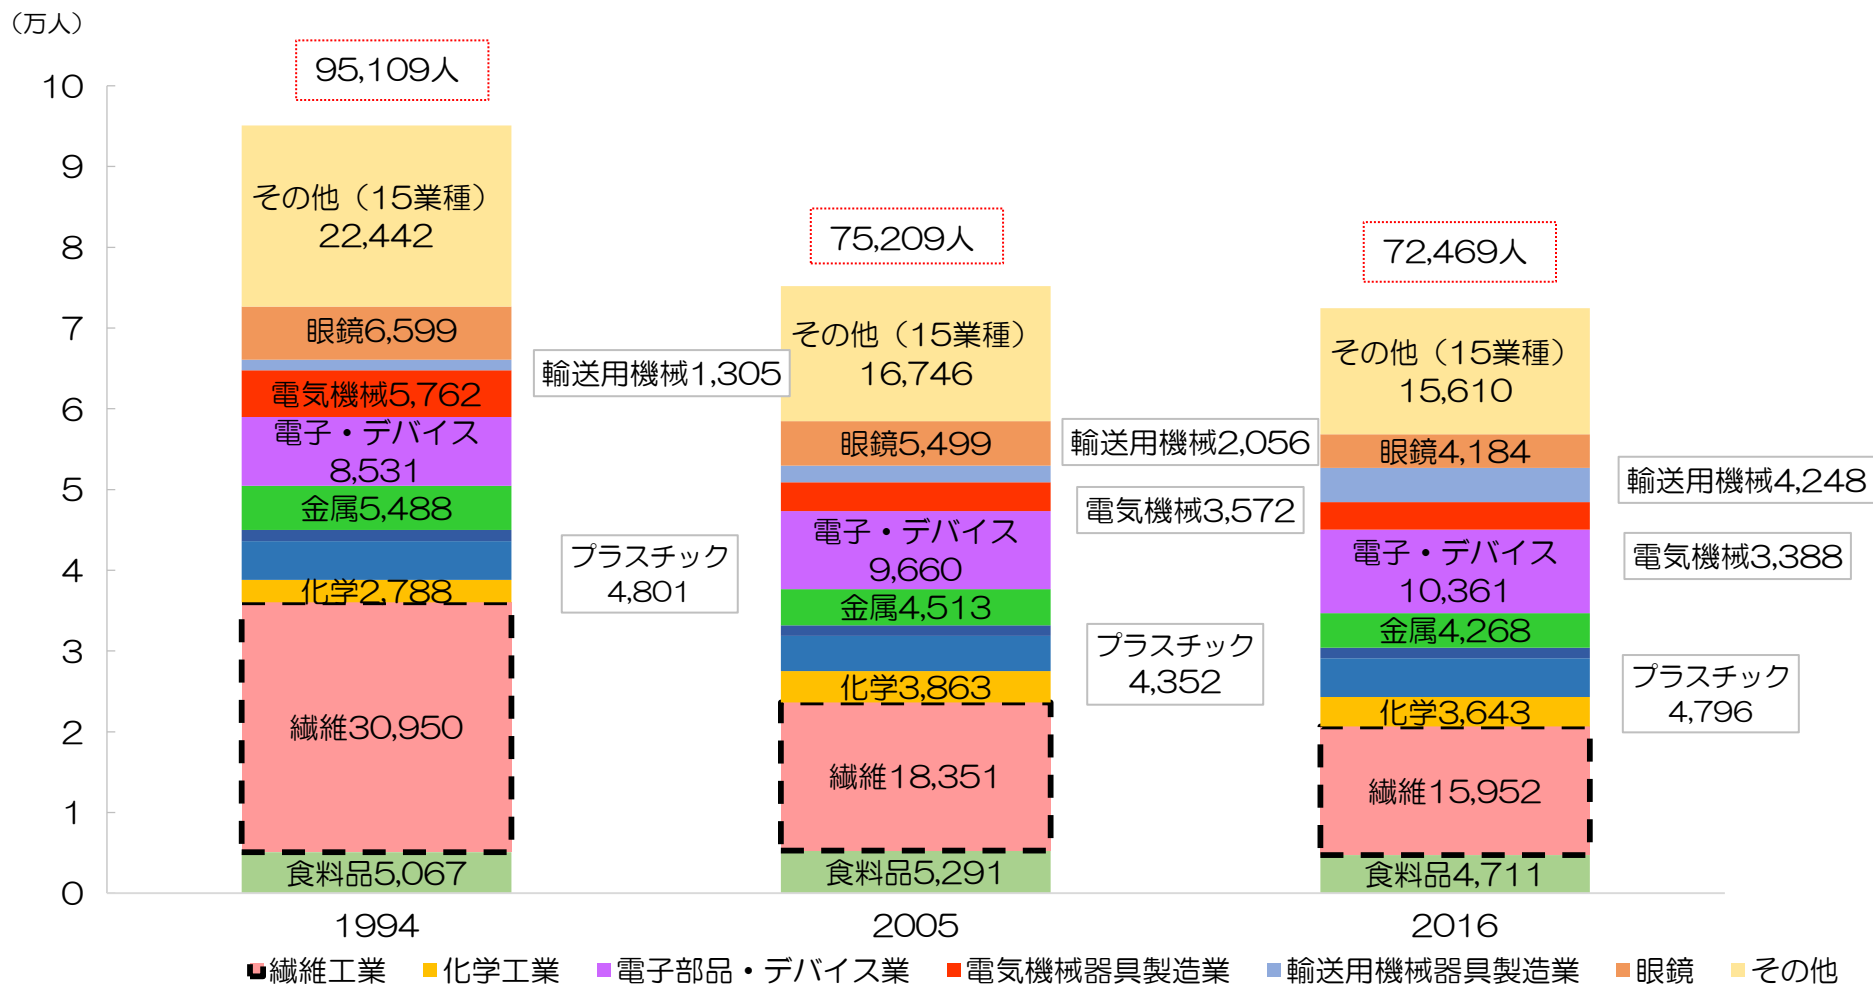 （万人）
10
9
8
7
6
5
4
3
2
1
0
95,109人
その他（15業種）
22,442
眼鏡6,599
輸送用機械1,305
電気機械5,762
電子・デバイス
8,531
金属5,488
プラスチック
4,801
化学2,788
繊維30,950
食料品5,067
1994
75,209人
その他（15業種）
16,746
眼鏡5,499
輸送用機械2,056
電気機械3,572
電子・デバイス
9,660
金属4,513
プラスチック
4,352
化学3,863
繊維18,351
食料品5,291
2005
72,469人
その他（15業種）
15,610
眼鏡4,184
輸送用機械4,248
電気機械3,388
電子・デバイス
10,361
金属4,268
プラスチック
4,796
化学3,643
繊維15,952
食料品4,711
2016
繊維工業 化学工業 電子部品・デバイス業 電気機械器具製造業 輸送用機械器具製造業 眼鏡 その他